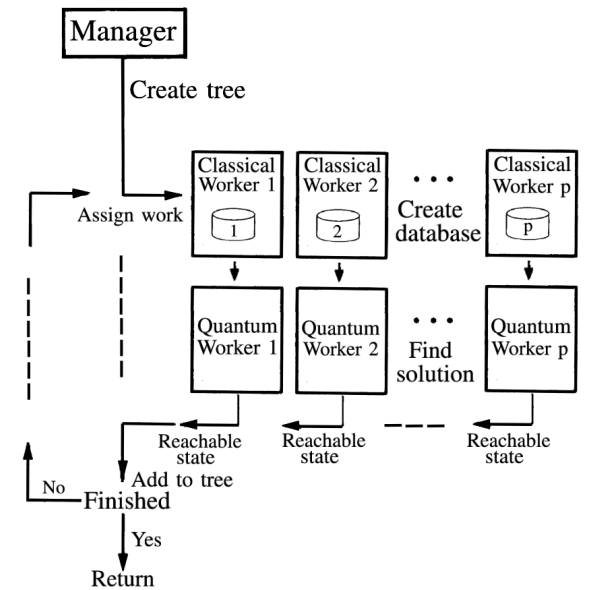 Manager
Create tree
Assign work
Classical
Worker 1
1
Classical
Worker 2
2
• • •
Create
database
Classical
Worker p
p
Quantum
Worker 1
Quantum
Worker 2
• • •
Find
solution
Quantum
Worker p
Reachable
state
Reachable
state
Reachable
state
Add to tree
No
Finished
Yes
Return